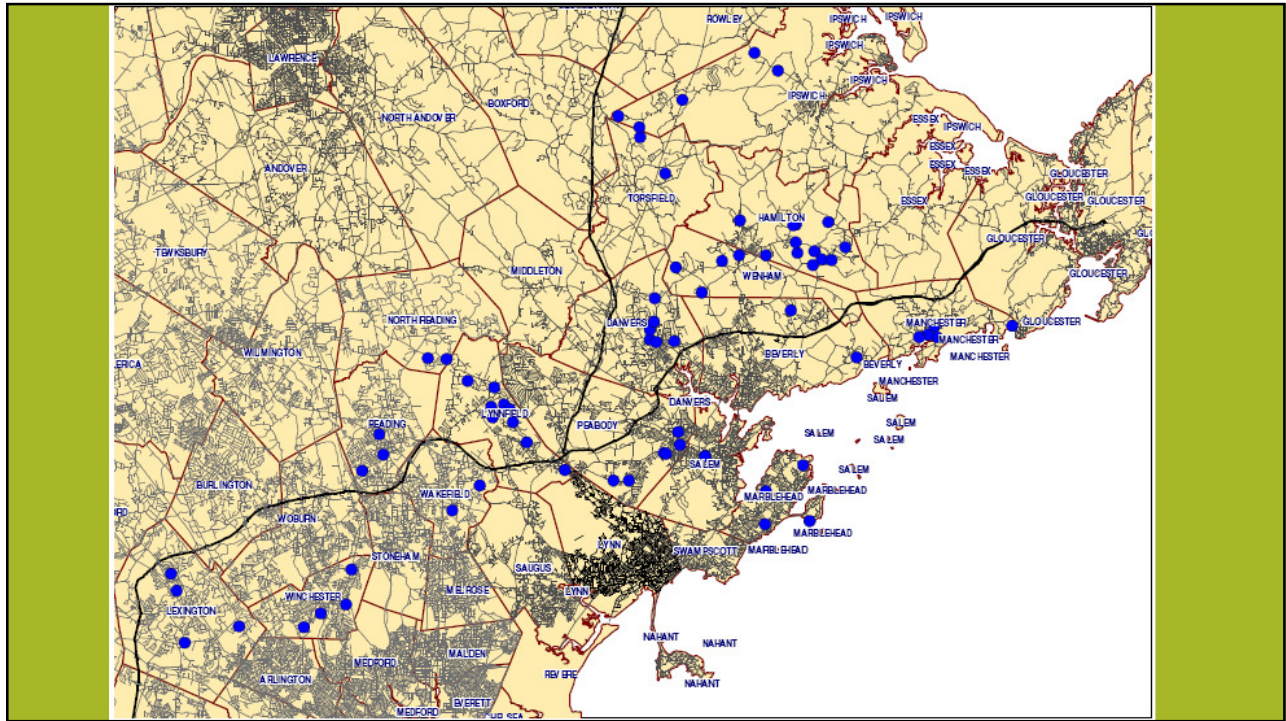 ROWLEY
IPSWICH
IPSWICH
IPSWICH
LAWRENCE
IPSWICH
IPSWICH
BOXFORD
NORTH ANDOVER
ESSEX
IPSWICH
ESSEX
ANDOVER
ESSEX
ESSEX
GLOUCESTER
TOPSFIELD
ESSEX
GLOUCESTER
GLOUCESTER
HAMILTON
GLOUCESTER
TEWKSBURY
MIDDLETON
WENHAM
GLOUCESTER
NORTH READING
DANVERS
MANCHESTER
GLOUCESTER
MANCHESTER
WILMINGTON
BEVERLY
MANCHESTER
ERICA
BEVERLY
MANCHESTER
SALEM
DANVERS
LYNNFIELD
PEABODY
READING
SALEM
SALEM
SALEM
SALEM
SALEM
BURLINGTON
WAKEFIELD
MARBLEHEAD
MARBLEHEAD
WOBURN
MARBLEHEAD
LYNN
SWAMPSCOTT
MARBLEHEAD
STONEHAM
SAUGUS
MELROSE
LYNN
WINCHESTER
LEXINGTON
NAHANT
NAHANT
MALDEN
MEDFORD
REVERE
ARLINGTON
NAHANT
EVERETT
MEDFORD